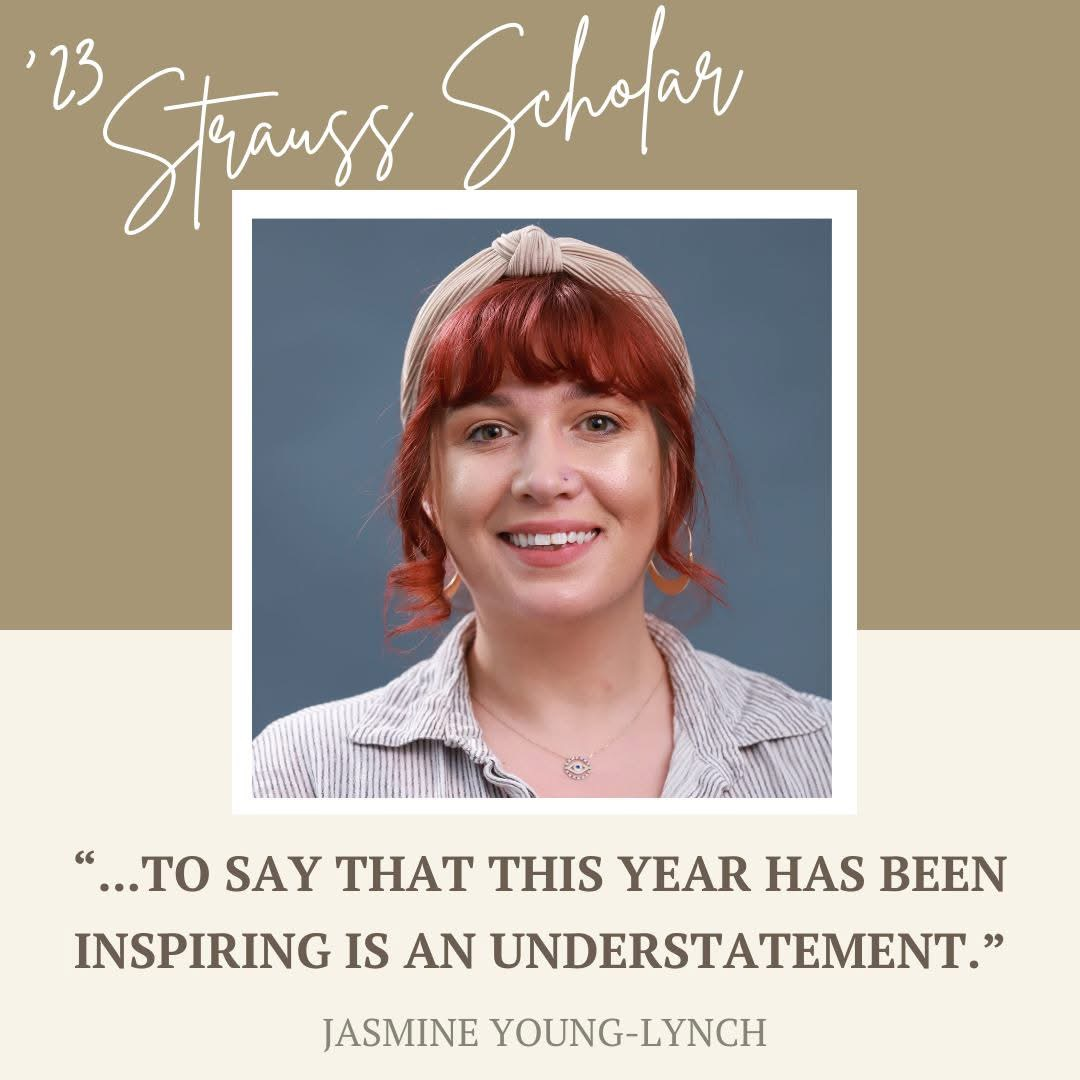 ’23
Strauss Scholar
“...TO SAY THAT THIS YEAR HAS BEEN
INSPIRING IS AN UNDERSTATEMENT.”
JASMINE YOUNG-LYNCH